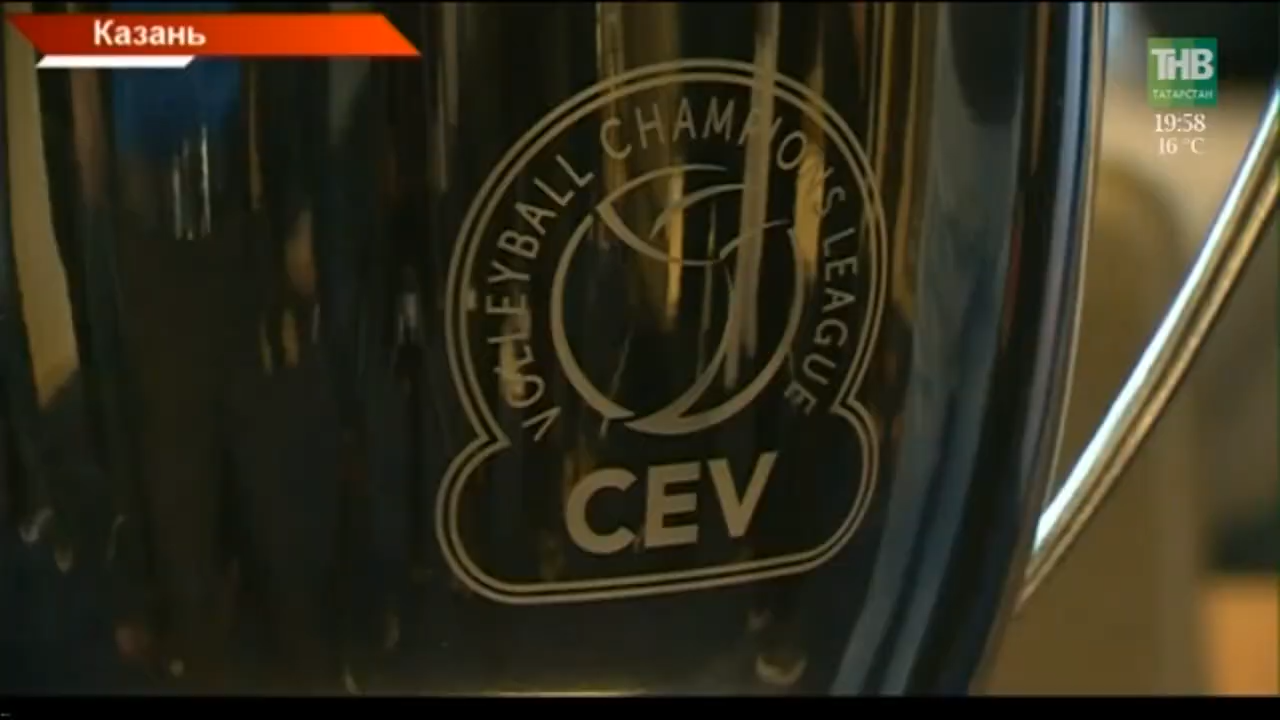 Казань
ТНВ
ТАТАРСТАН
19:58
16 °C
VOLLEYBALL CHAMPIONS LEAGUE
CEV